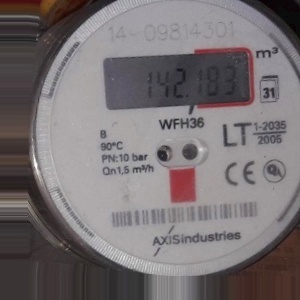 14-09814301
142.183 m³
31
WFH36
B
90°C
PN:10 bar
Qn1,5 m³/h
LT 1-2035
2005
CE
AXISindustries